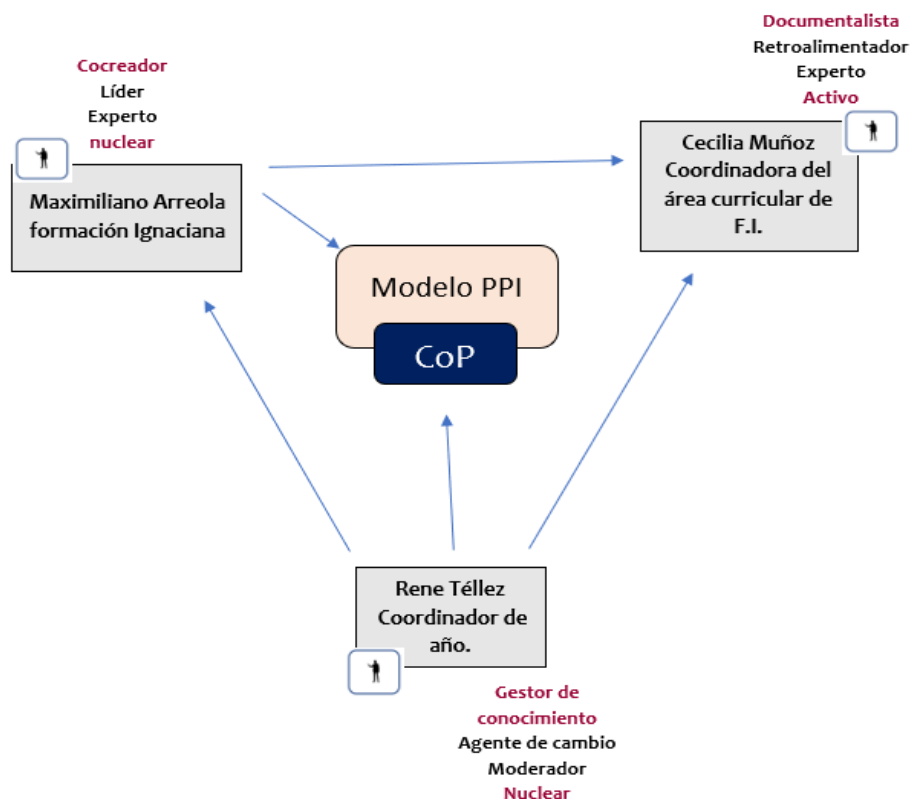 Cocreador
Líder
Experto
nuclear
Maximiliano Arreola
formación Ignaciana
Documentalista
Retroalimentador
Experto
Activo
Cecilia Muñoz
Coordinadora del
área curricular de
F.I.
Modelo PPI
CoP
Rene Téllez
Coordinador de
año.
Gestor de
conocimiento
Agente de cambio
Moderador
Nuclear